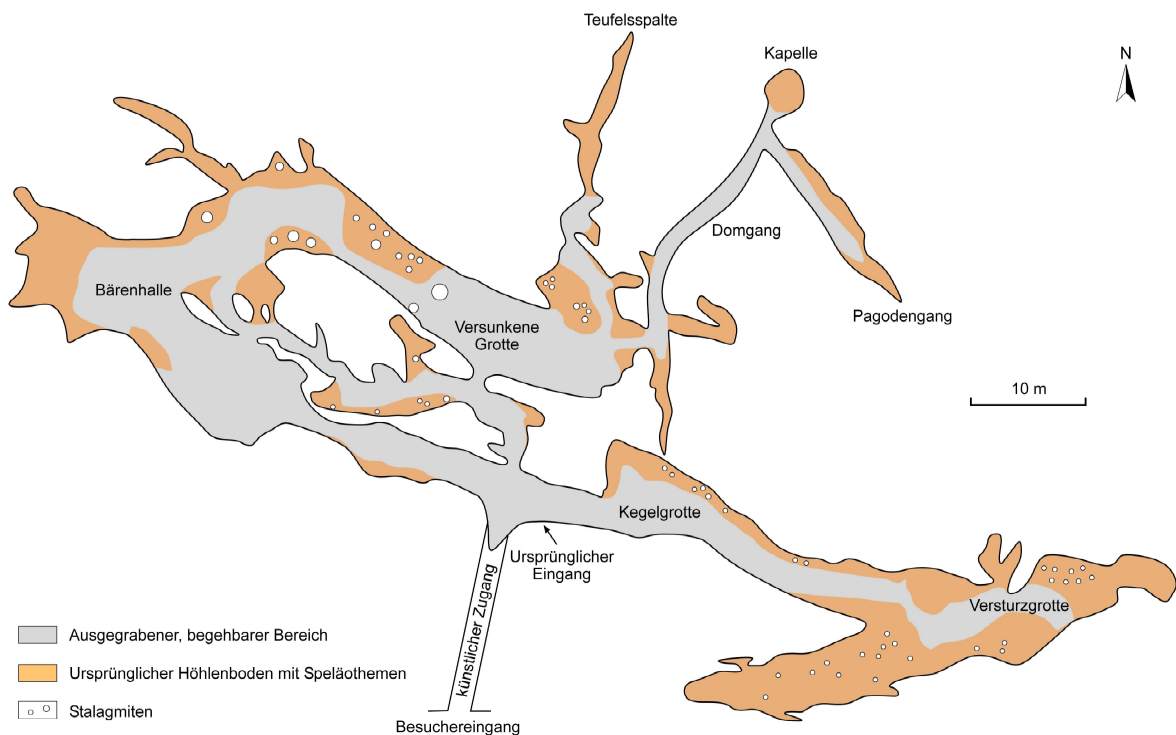 Teufelsspalte
Kapelle
N
Domgang
Bärenhalle
Pagodengang
Versunkene
Grotte
10 m
Kegelgrotte
Ursprünglicher
Eingang
künstlicher Zugang
Versturzgrotte
Ausgegrabener, begehbarer Bereich
Ursprünglicher Höhlenboden mit Speläothemen
Stalagmiten
Besuchereingang